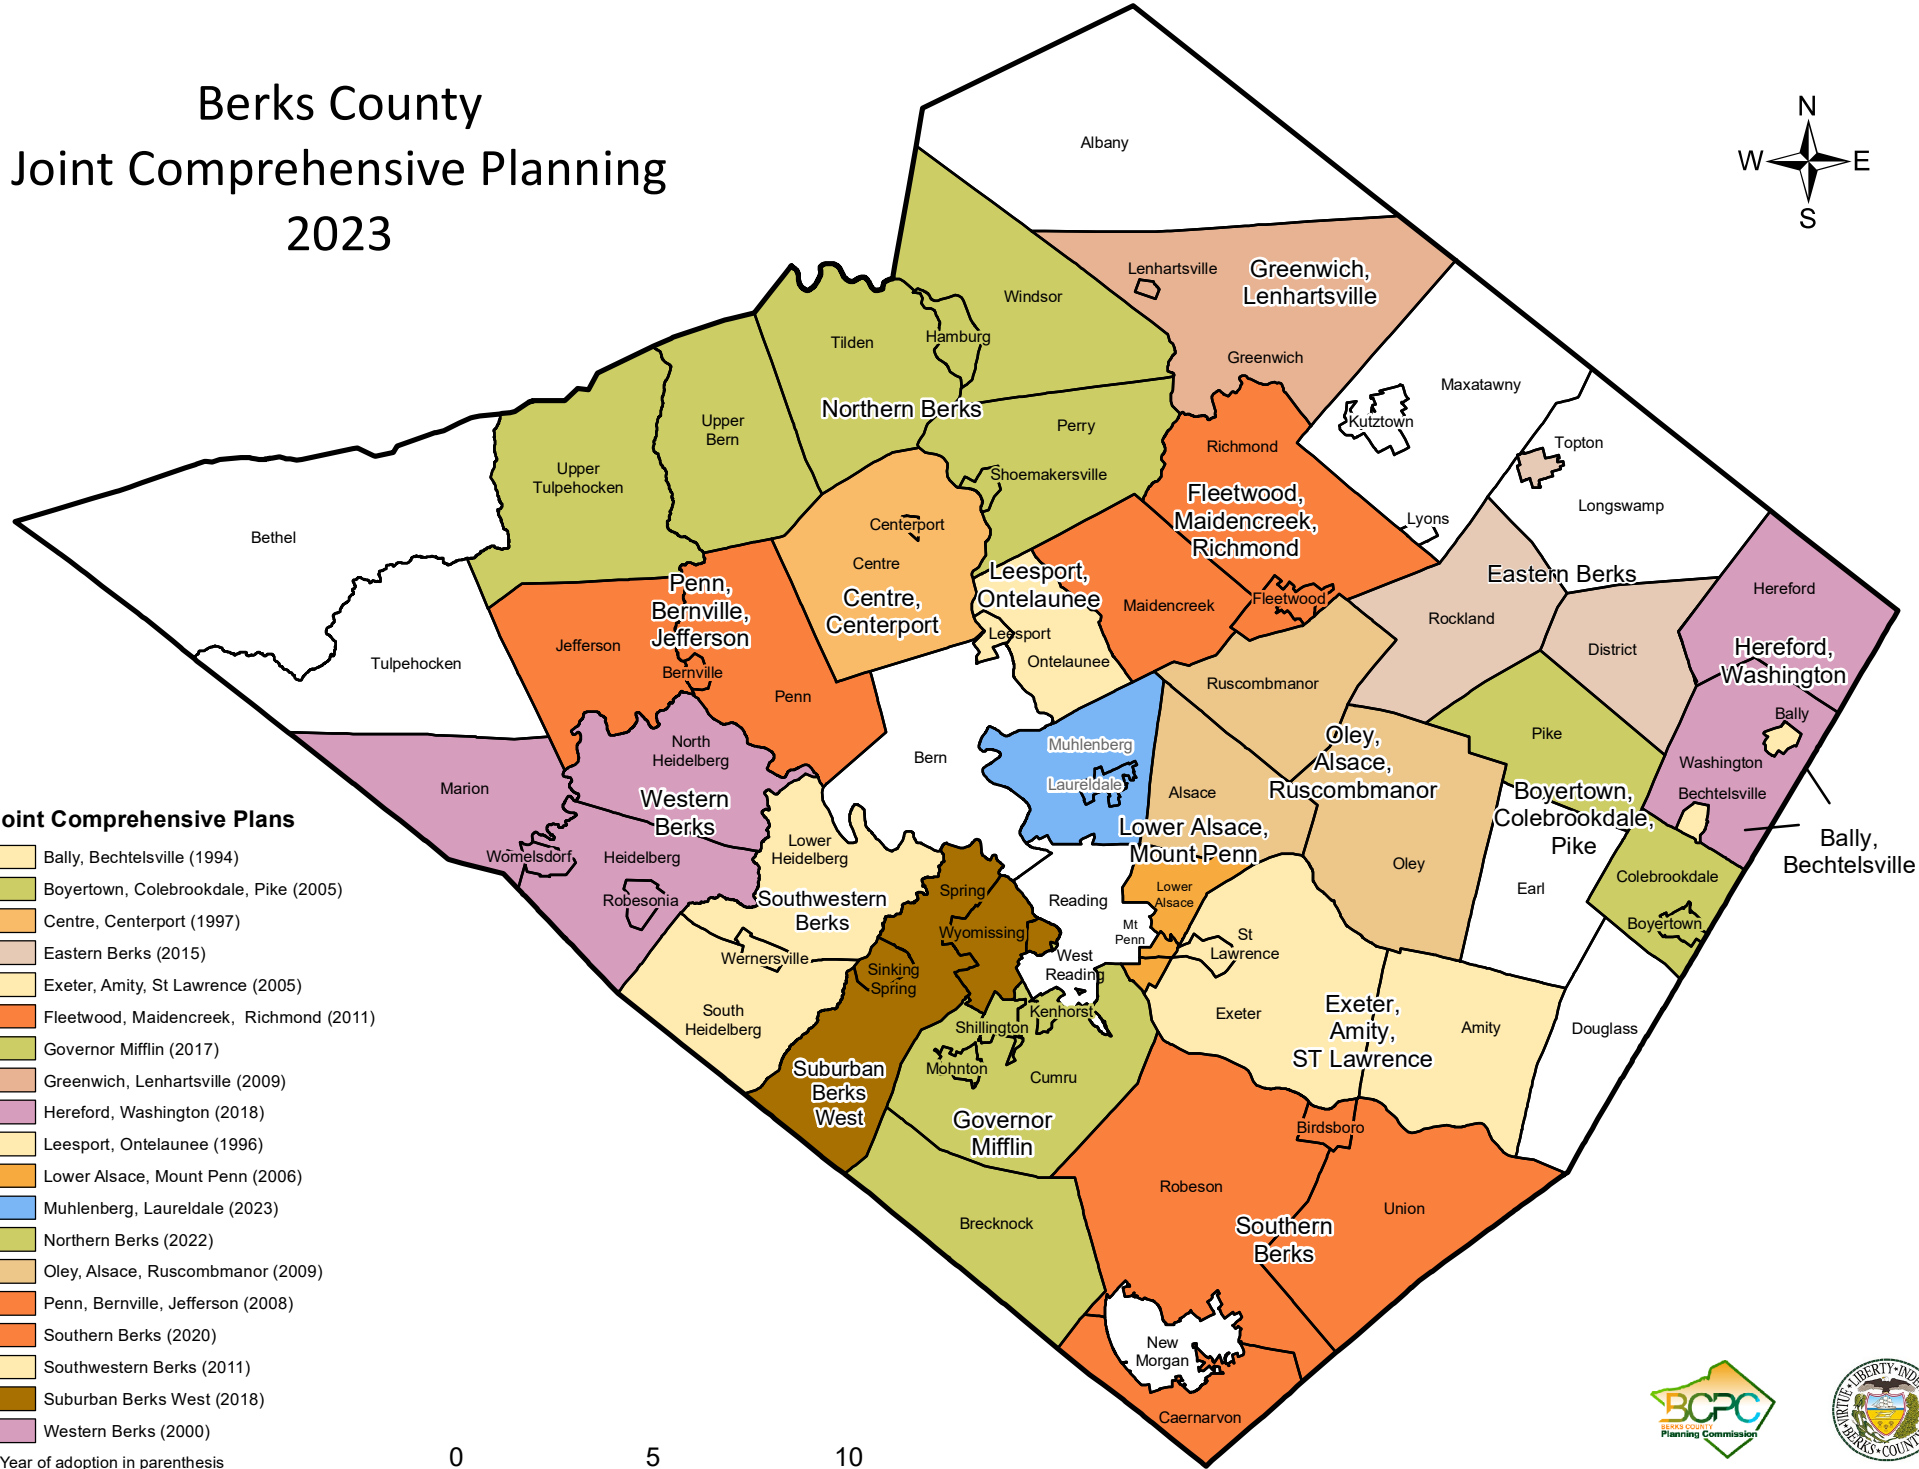 Berks County
Joint Comprehensive Planning
2023
N
W
E
S
Albany
Lenhartsville
Greenwich,
Lenhartsville
Windsor
Greenwich
Hamburg
Tilden
Northern Berks
Maxatawny
Kutztown
Upper
Bern
Perry
Richmond
Topton
Upper
Tulpehocken
Shoemakersville
Fleetwood,
Maidencreek,
Richmond
Longswamp
Lyons
Centerport
Bethel
Centre
Centre,
Centerport
Leesport,
Ontelaunee
Eastern Berks
Hereford
Penn,
Bernville,
Jefferson
Maidencreek
Fleetwood
Rockland
Leesport
Jefferson
District
Hereford,
Washington
Tulpehocken
Ontelaunee
Bernville
Ruscombmanor
Penn
Bally
Pike
North
Heidelberg
Muhlenberg
Oley,
Alsace,
Ruscombmanor
Bern
Washington
Marion
Laureldale
Alsace
Bechtelsville
Western
Berks
Boyertown,
Colebrookdale,
Pike
Lower Alsace,
Mount Penn
Bally,
Bechtelsville
Lower
Heidelberg
Womelsdorf
Heidelberg
Oley
Earl
Colebrookdale
Spring
Lower
Alsace
Robesonia
Southwestern
Berks
Reading
Boyertown
Wyomissing
Mt
Penn
St
Lawrence
Wernersville
West
Reading
Sinking
Spring
South
Heidelberg
Kenhorst
Exeter
Exeter,
Amity,
ST Lawrence
Amity
Douglass
Shillington
Mohnton
Cumru
Suburban
Berks
West
Governor
Mifflin
Birdsboro
Robeson
Union
Brecknock
Southern
Berks
New
Morgan
Caernarvon
oint Comprehensive Plans
Bally, Bechtelsville (1994)
Boyertown, Colebrookdale, Pike (2005)
Centre, Centerport (1997)
Eastern Berks (2015)
Exeter, Amity, St Lawrence (2005)
Fleetwood, Maidencreek, Richmond (2011)
Governor Mifflin (2017)
Greenwich, Lenhartsville (2009)
Hereford, Washington (2018)
Leesport, Ontelaunee (1996)
Lower Alsace, Mount Penn (2006)
Muhlenberg, Laureldale (2023)
Northern Berks (2022)
Oley, Alsace, Ruscombmanor (2009)
Penn, Bernville, Jefferson (2008)
Southern Berks (2020)
Southwestern Berks (2011)
Suburban Berks West (2018)
Western Berks (2000)
Year of adoption in parenthesis
0 5 10
BCPC
BERKS COUNTY
Planning Commission
VIRTUE • LIBERTY • INDE
BERKS • COUNT